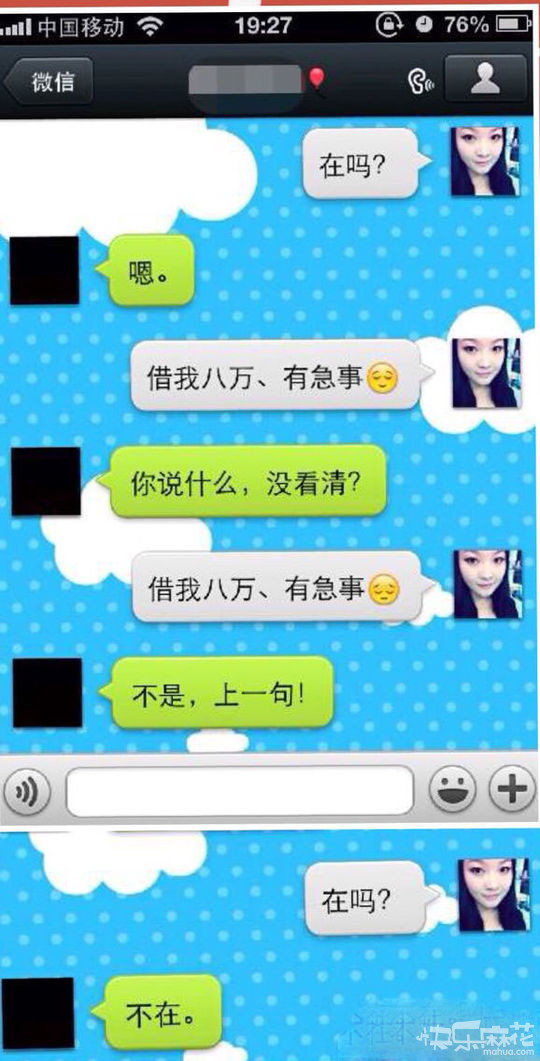 中国移动 19:27 76%
微信
在吗?
嗯。
借我八万、有急事
你说什么，没看清?
借我八万、有急事
不是，上一句!
在吗?
不在。
快乐麻花
mahua.com